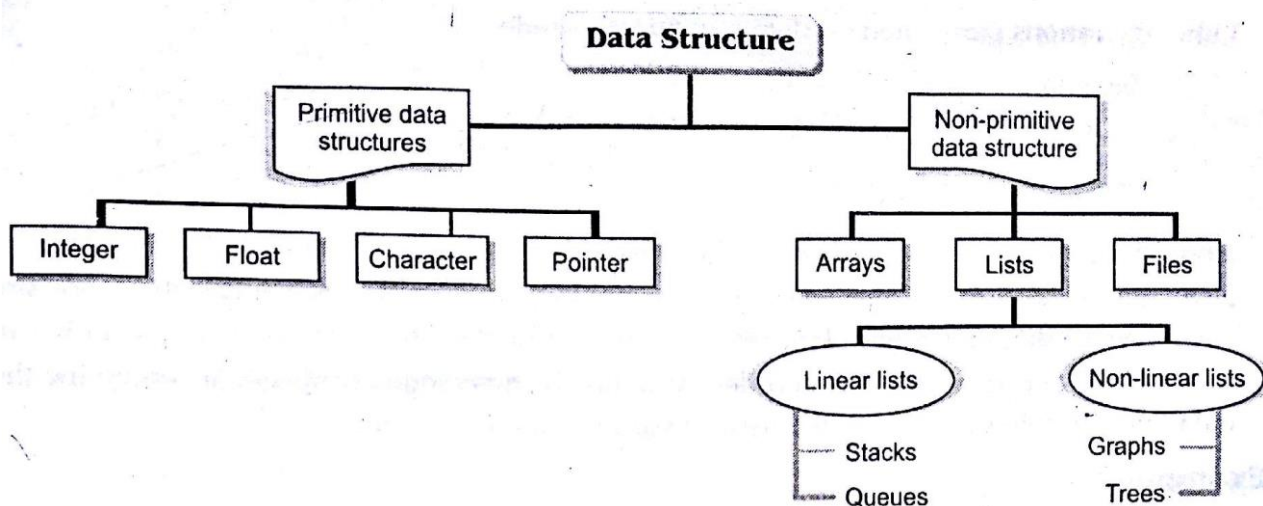 Data Structure
Primitive data
structures
Non-primitive
data structure
Integer
Float
Character
Pointer
Arrays
Lists
Files
Linear lists
Non-linear lists
Stacks
Queues
Graphs
Trees